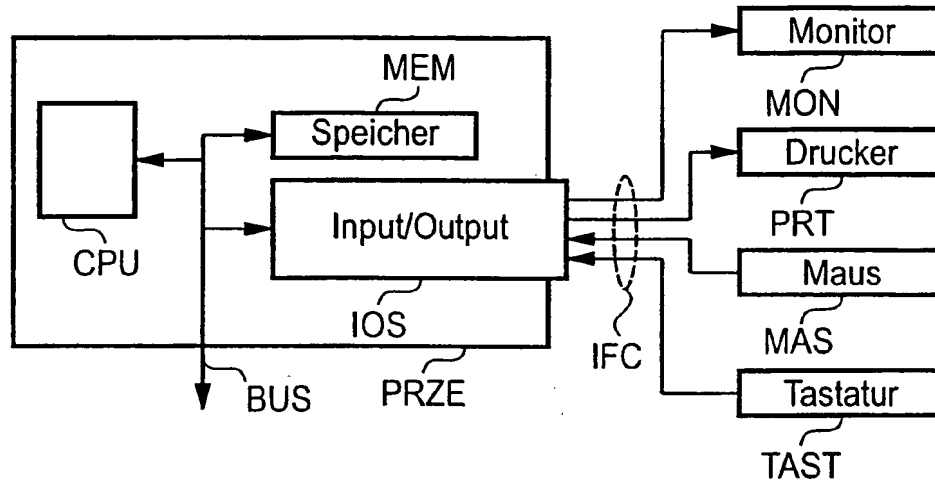 Monitor
MEM
MON
Speicher
Drucker
PRT
Input/Output
CPU
Maus
IOS
IFC
MAS
BUS
PRZE
Tastatur
TAST